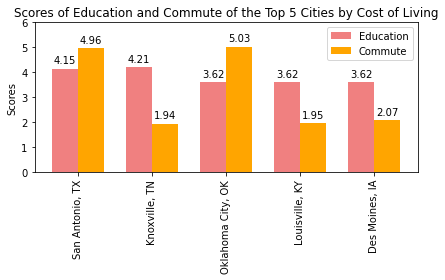 Scores of Education and Commute of the Top 5 Cities by Cost of Living
Scores
6
5
4
3
2
1
0
Education
Commute
4.15
4.96
4.21
1.94
3.62
5.03
3.62
1.95
3.62
2.07
San Antonio, TX
Knoxville, TN
Oklahoma City, OK
Louisville, KY
Des Moines, IA